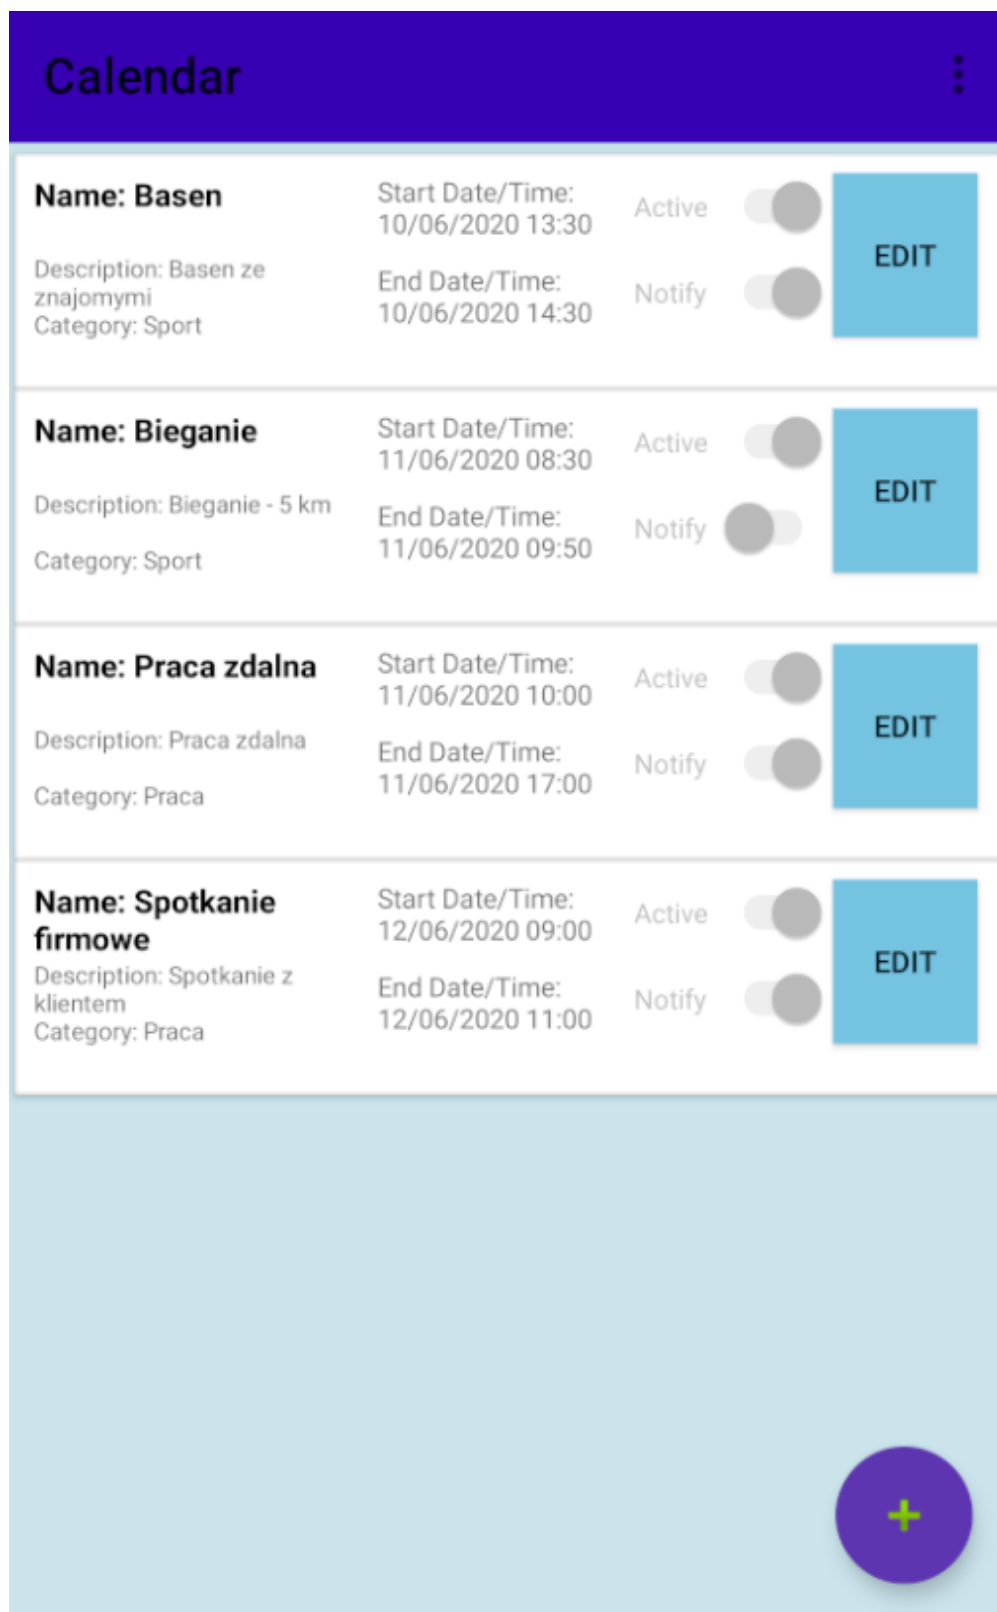 Calendar
Name: Basen
Description: Basen ze
znajomymi
Category: Sport
Start Date/Time:
10/06/2020 13:30
End Date/Time:
10/06/2020 14:30
Active
Notify
EDIT
Name: Bieganie
Description: Bieganie - 5 km
Category: Sport
Start Date/Time:
11/06/2020 08:30
End Date/Time:
11/06/2020 09:50
Active
Notify
EDIT
Name: Praca zdalna
Description: Praca zdalna
Category: Praca
Start Date/Time:
11/06/2020 10:00
End Date/Time:
11/06/2020 17:00
Active
Notify
EDIT
Name: Spotkanie
firmowe
Description: Spotkanie z
klientem
Category: Praca
Start Date/Time:
12/06/2020 09:00
End Date/Time:
12/06/2020 11:00
Active
Notify
EDIT
+